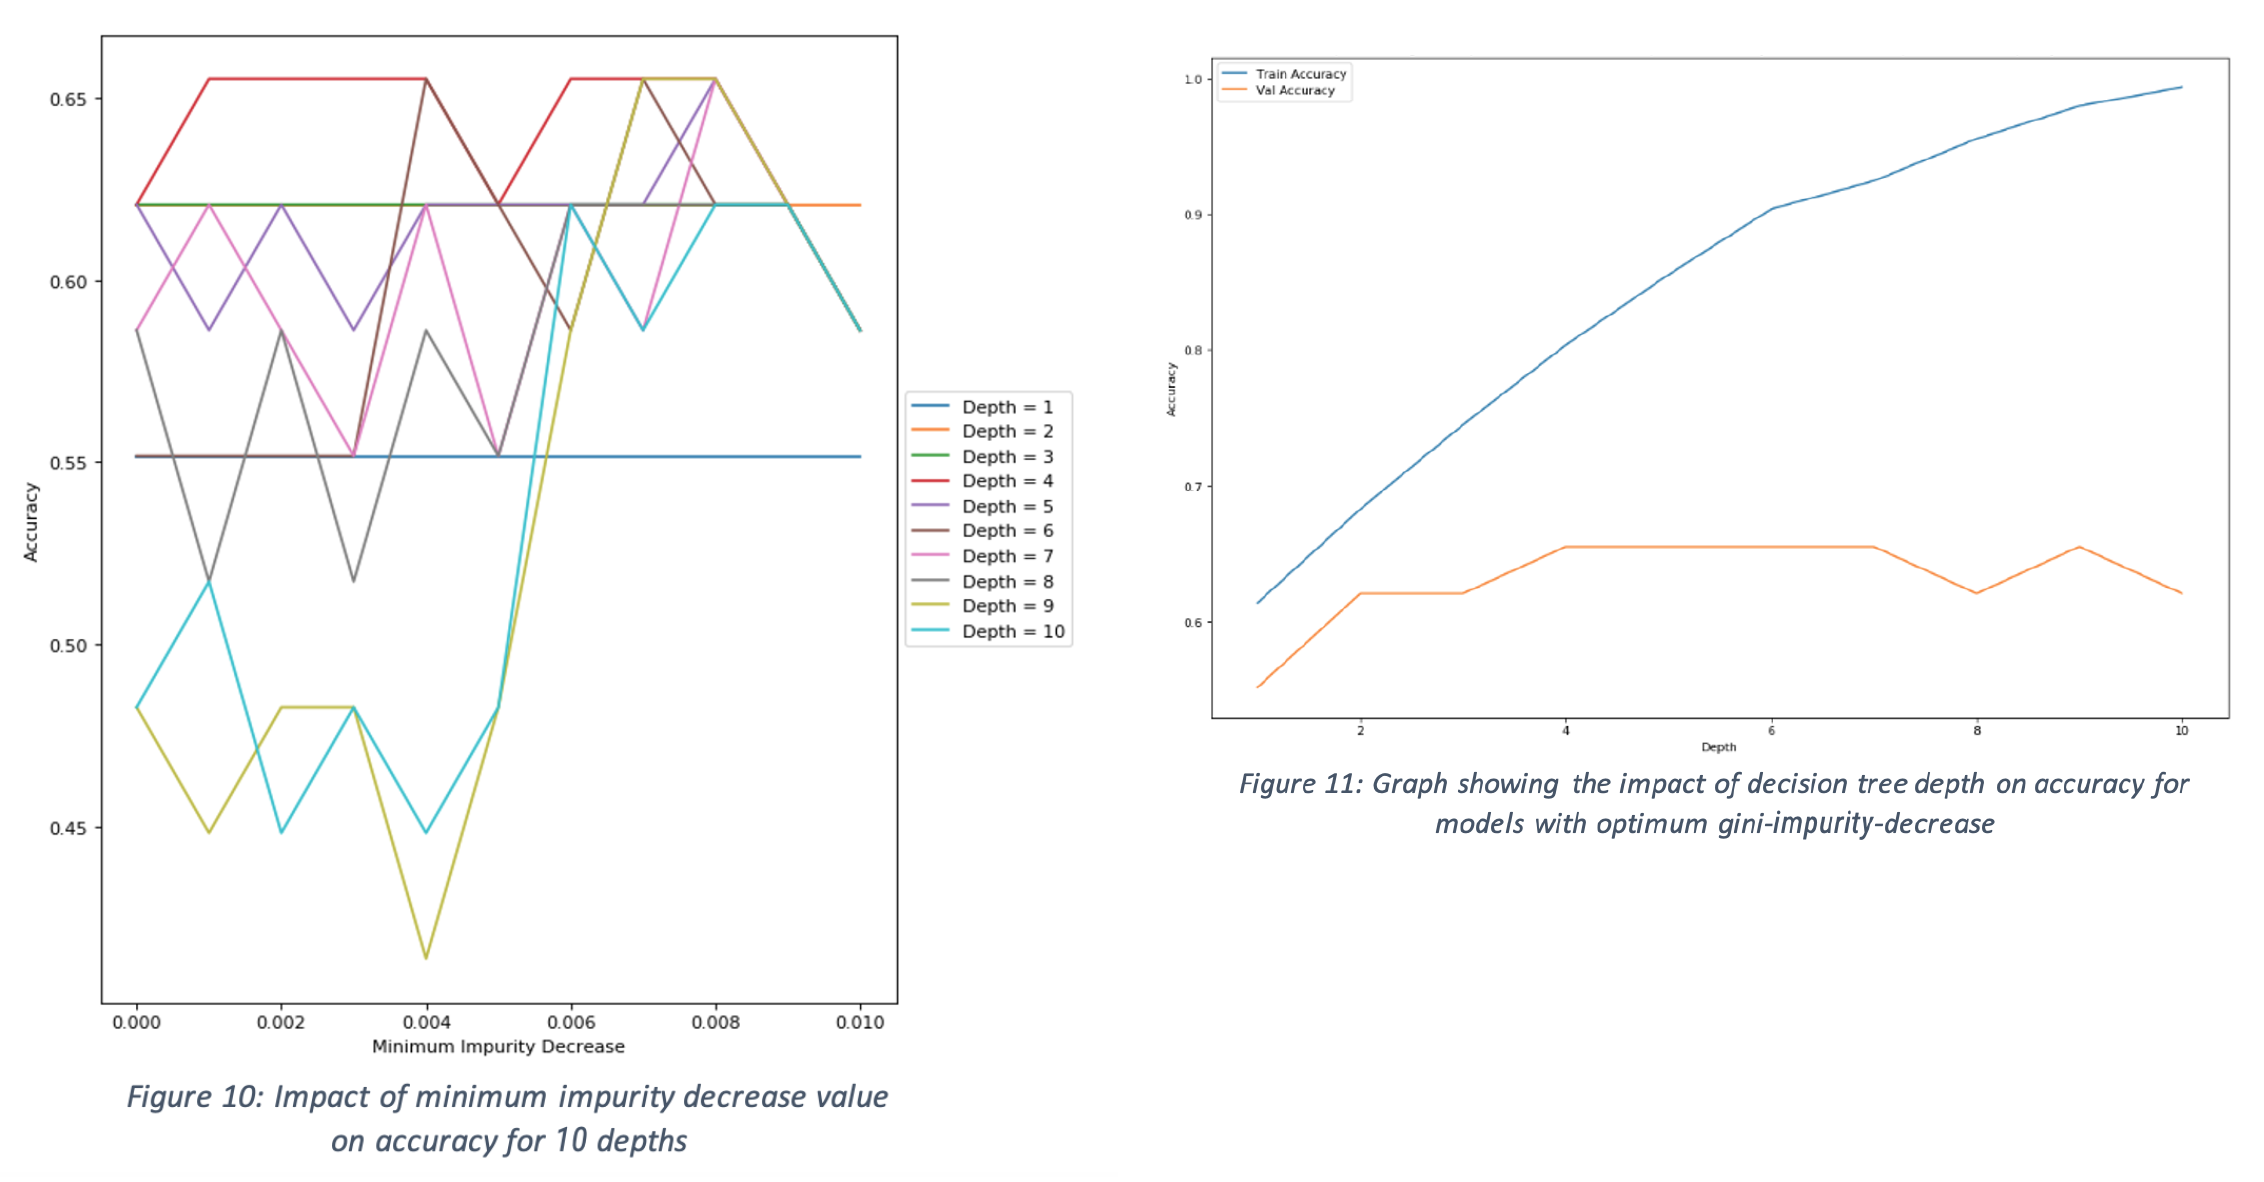 0.65
0.60
0.55
0.50
0.45
Accuracy
0.000 0.002 0.004 0.006 0.008 0.010
Minimum Impurity Decrease
Depth = 1
Depth = 2
Depth = 3
Depth = 4
Depth = 5
Depth = 6
Depth = 7
Depth = 8
Depth = 9
Depth = 10
Figure 10: Impact of minimum impurity decrease value
on accuracy for 10 depths
Train Accuracy
Val Accuracy
1.0
0.9
0.8
0.7
0.6
Accuracy
2 4 6 8 10
Depth
Figure 11: Graph showing the impact of decision tree depth on accuracy for
models with optimum gini-impurity-decrease